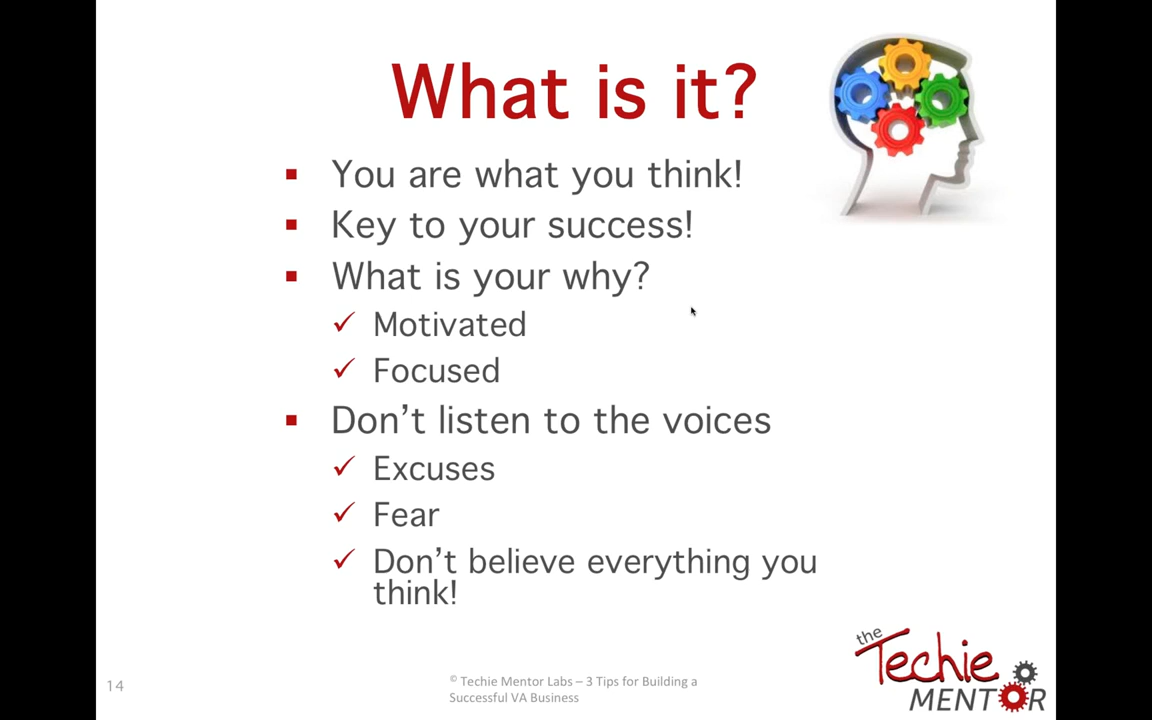 What is it?
▪ You are what you think!
▪ Key to your success!
▪ What is your why?
✓ Motivated
✓ Focused
▪ Don’t listen to the voices
✓ Excuses
✓ Fear
✓ Don’t believe everything you
think!
the
Techie
MENTOR
14
© Techie Mentor Labs – 3 Tips for Building a
Successful VA Business